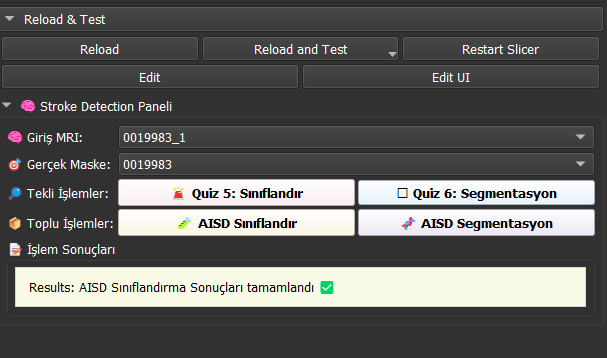 Reload & Test
Reload Reload and Test Restart Slicer
Edit Edit UI
🧠 Stroke Detection Paneli
🧠 Giriş MRI: 0019983_1
🎯 Gerçek Maske: 0019983
🔎 Tekli İşlemler: 🚨 Quiz 5: Sınıflandır ☐ Quiz 6: Segmentasyon
📦 Toplu İşlemler: 🧪 AISD Sınıflandır 🧬 AISD Segmentasyon
📝 İşlem Sonuçları
Results: AISD Sınıflandırma Sonuçları tamamlandı ✅